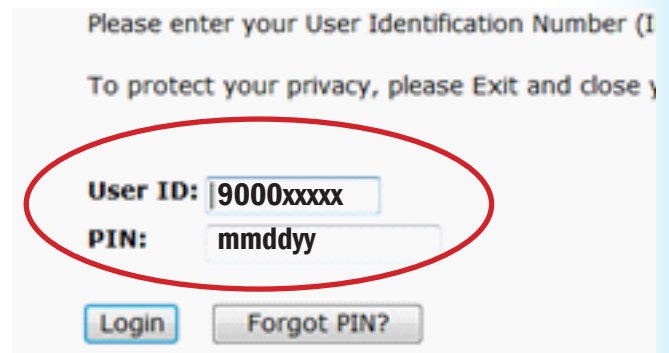 Please enter your User Identification Number (I
To protect your privacy, please Exit and close y
User ID: 9000xxxxx
PIN: mmddyy
Login Forgot PIN?